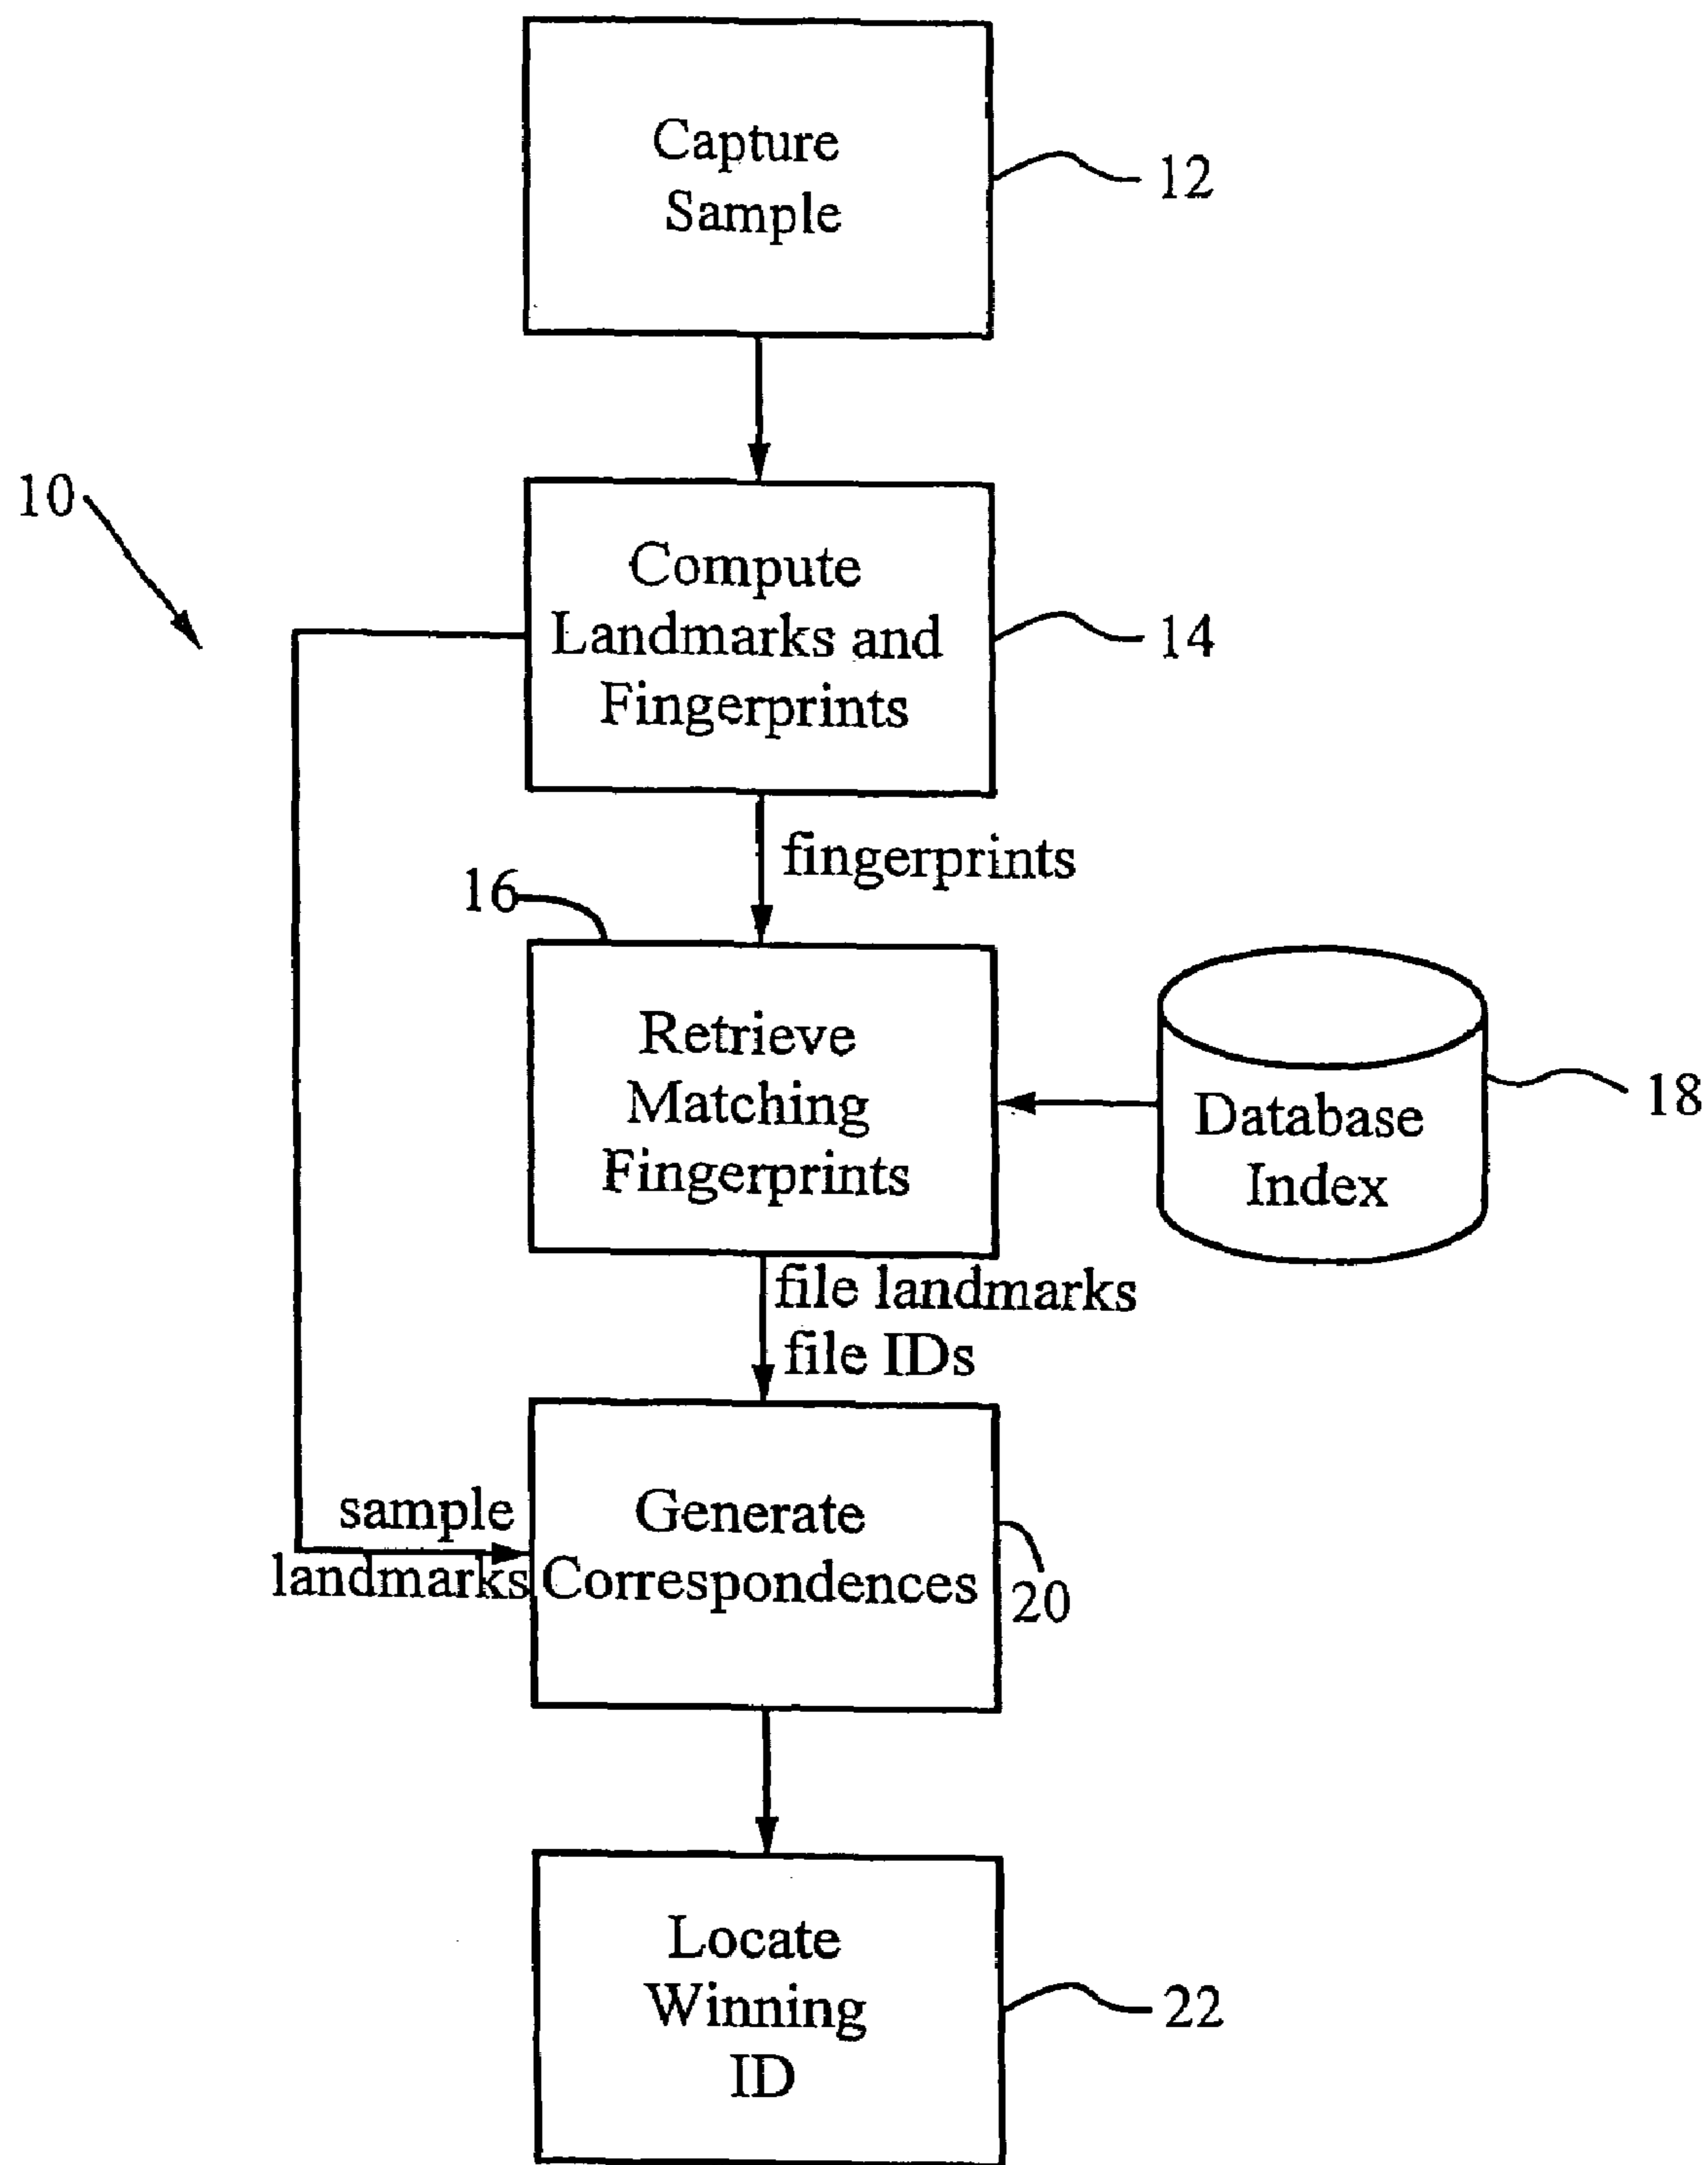 Capture
Sample
12
10
Compute
Landmarks and
Fingerprints
14
fingerprints
16
Retrieve
Matching
Fingerprints
Database
Index
18
file landmarks
file IDs
sample
landmarks
Generate
Correspondences
20
Locate
Winning
ID
22